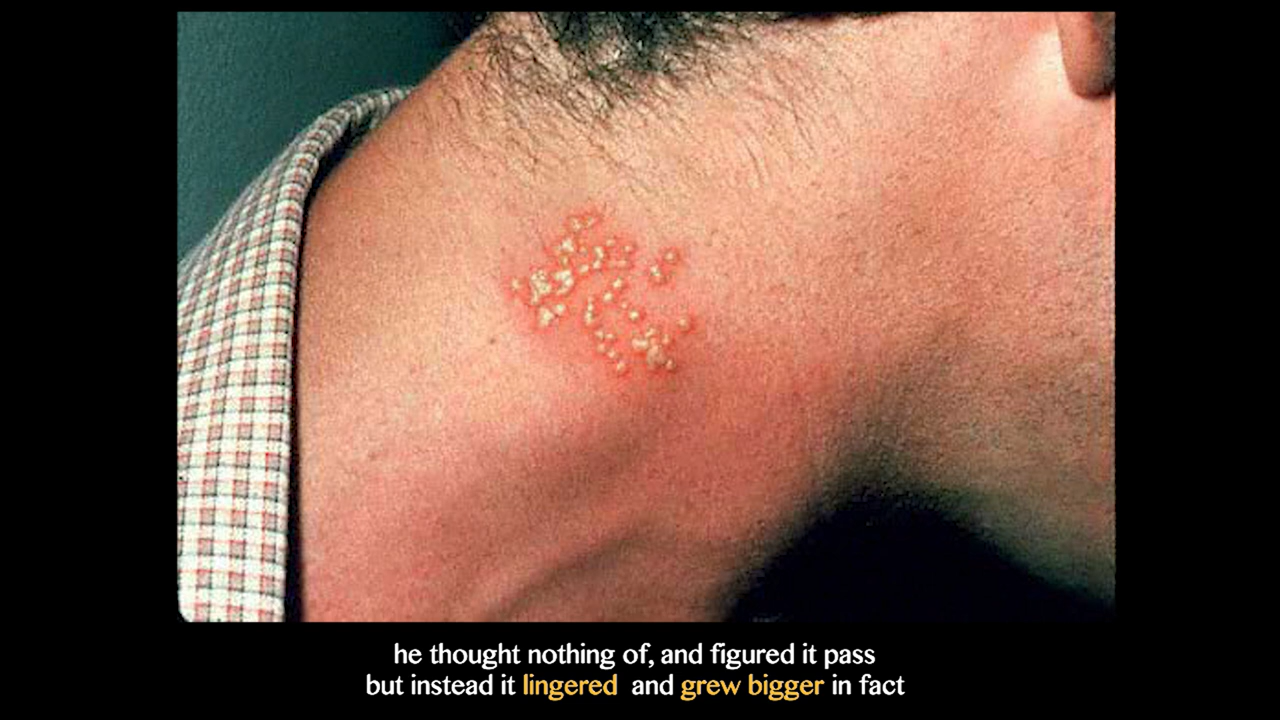 he thought nothing of, and figured it pass
but instead it lingered and grew bigger in fact